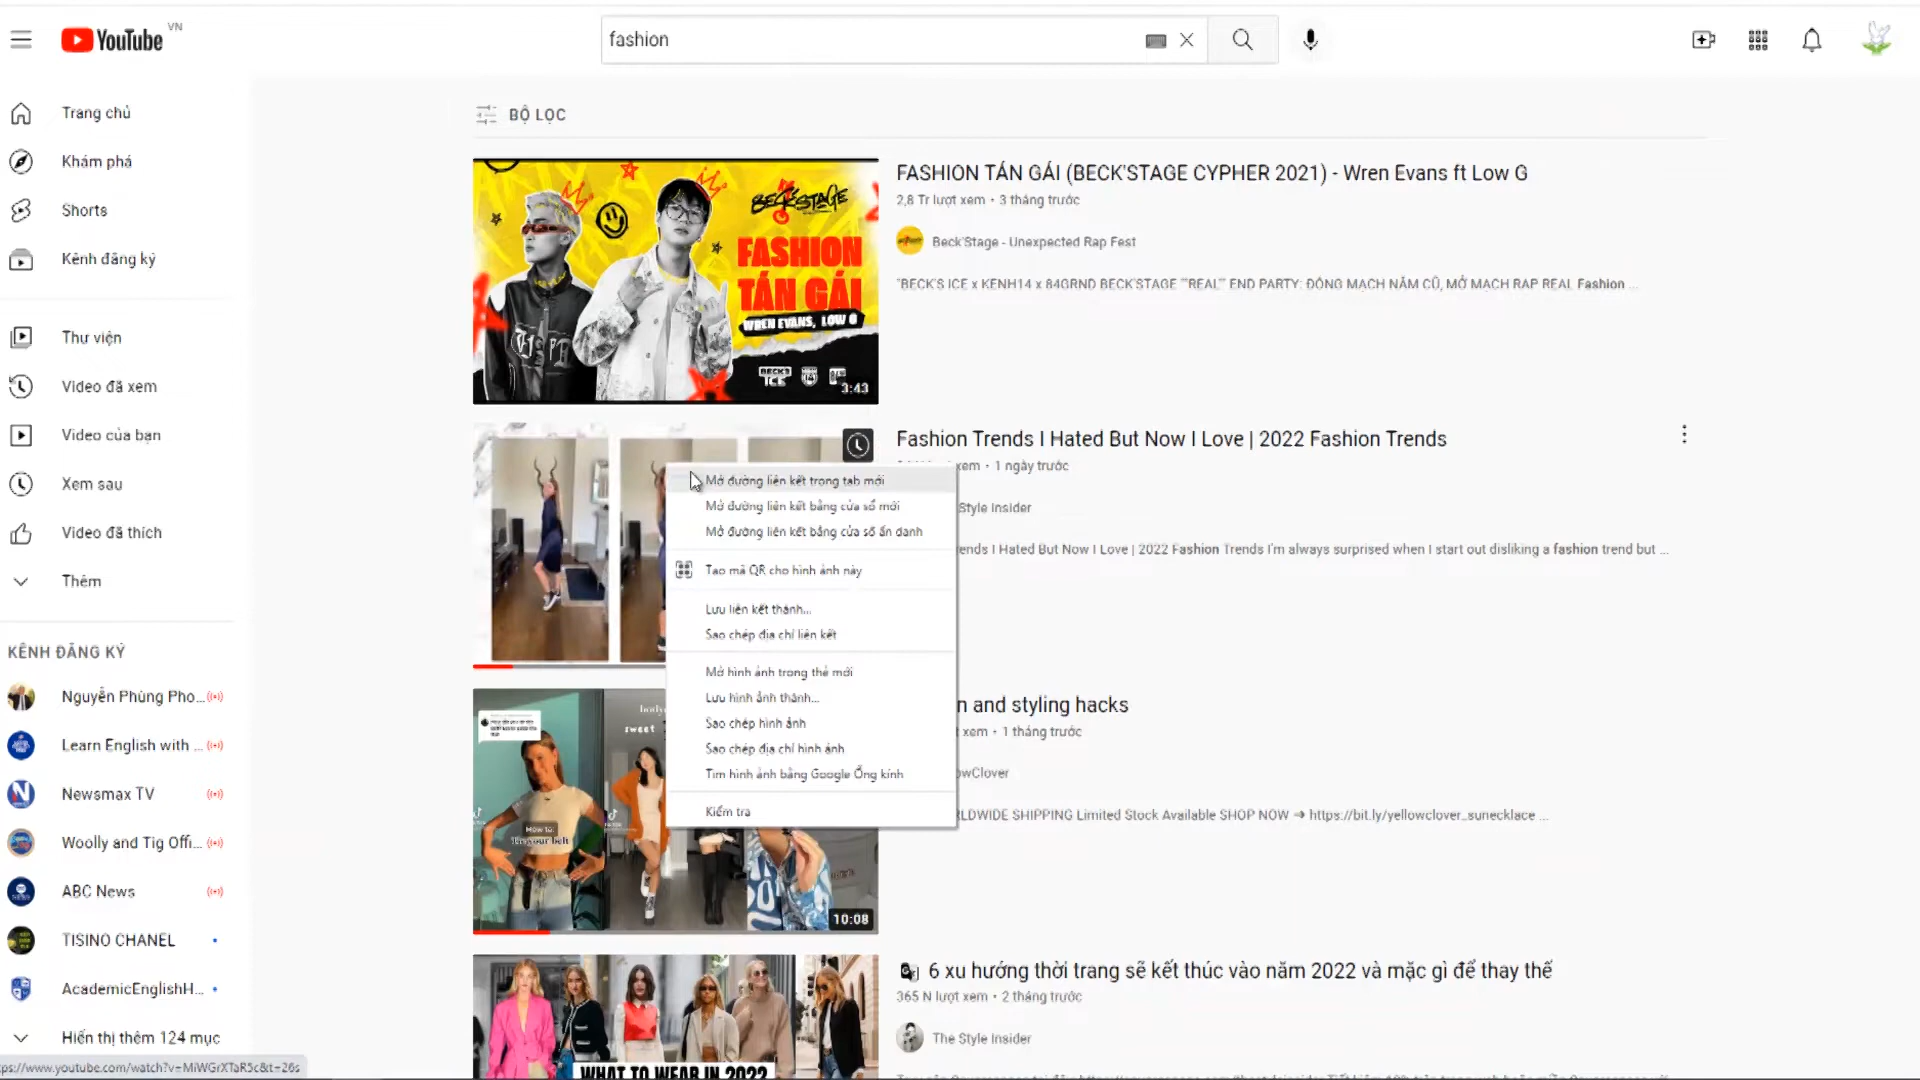 YouTube VN
fashion
Trang chủ
Khám phá
Shorts
Kênh đăng ký
Thư viện
Video đã xem
Video của bạn
Xem sau
Video đã thích
Thêm
KÊNH ĐĂNG KÝ
Nguyễn Phùng Pho...
Learn English with ...
Newsmax TV
Woolly and Tig Offi...
ABC News
TISINO CHANEL
AcademicEnglishH...
Hiển thị thêm 124 mục
ps://www.youtube.com/watch?v=MiWGrXTaR5c&t=26s
BỘ LỌC
BECK'STAGE
FASHION
TÁN GÁI
WREN EVANS, LOW G
BECK'S
ICE
3:43
FASHION TÁN GÁI (BECK'STAGE CYPHER 2021) - Wren Evans ft Low G
2,8 Tr lượt xem • 3 tháng trước
Beck'Stage - Unexpected Rap Fest
"BECK'S ICE x KENH14 x 84GRND BECK'STAGE "'REAL'" END PARTY: ĐÓNG MẠCH NĂM CŨ, MỞ MẠCH RAP REAL Fashion ...
Fashion Trends I Hated But Now I Love | 2022 Fashion Trends
xem • 1 ngày trước
Style Insider
ends I Hated But Now I Love | 2022 Fashion Trends I'm always surprised when I start out disliking a fashion trend but ...
Mở đường liên kết trong tab mới
Mở đường liên kết bằng cửa sổ mới
Mở đường liên kết bằng cửa sổ ẩn danh
Tạo mã QR cho hình ảnh này
Lưu liên kết thành...
Sao chép địa chỉ liên kết
Mở hình ảnh trong thẻ mới
Lưu hình ảnh thành...
Sao chép hình ảnh
Sao chép địa chỉ hình ảnh
Tìm hình ảnh bằng Google Ống kính
Kiểm tra
body
sweet
How to:
Tie your belt
10:08
n and styling hacks
t xem • 1 tháng trước
owClover
RLDWIDE SHIPPING Limited Stock Available SHOP NOW ➔ https://bit.ly/yellowclover_sunecklace ...
WHAT TO WEAR IN 2022
6 xu hướng thời trang sẽ kết thúc vào năm 2022 và mặc gì để thay thế
365 N lượt xem • 2 tháng trước
The Style Insider